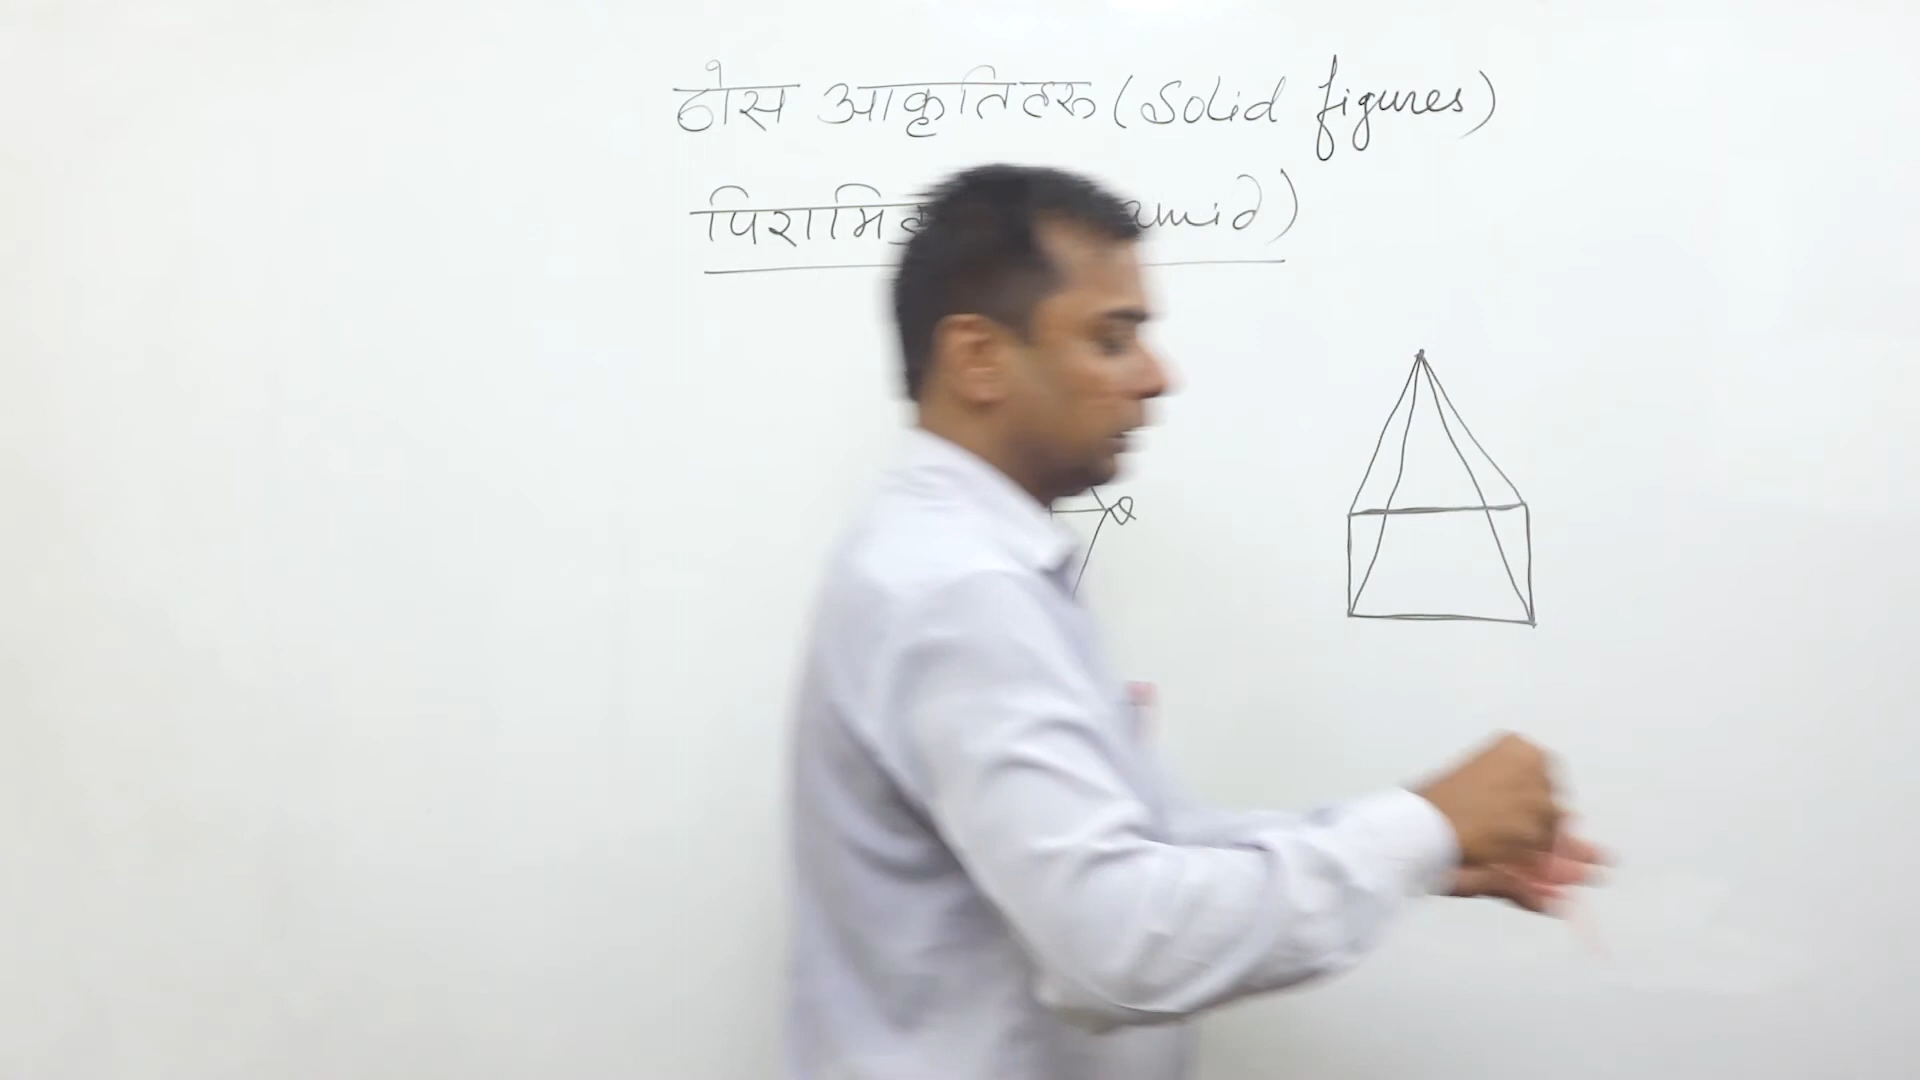 ठोस आकृतिहरू (Solid figures)
पिरामिड amid)
Q